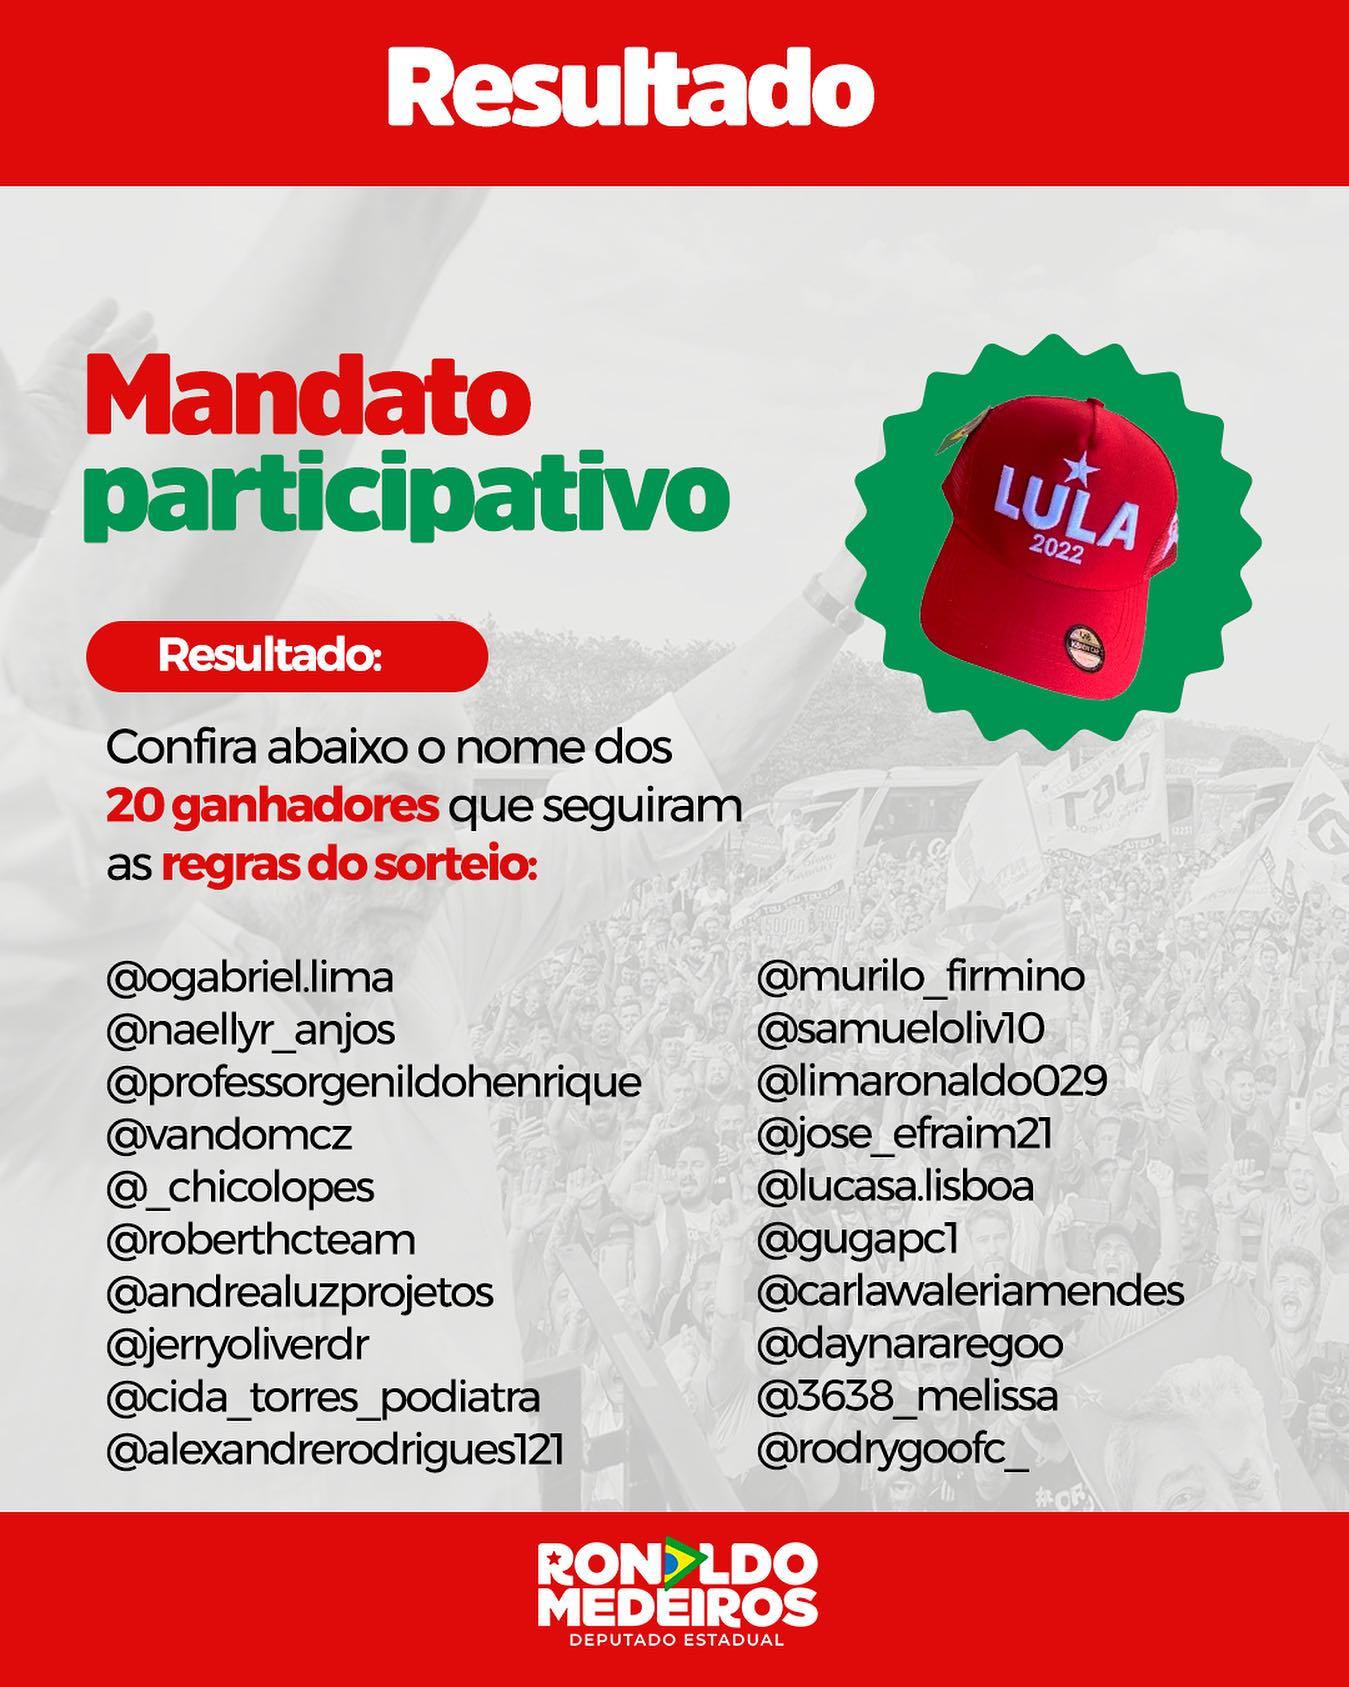 Resultado
Mandato
participativo
LULA
2022
Resultado:
Confira abaixo o nome dos
20 ganhadores que seguiram
as regras do sorteio:
@ogabriel.lima
@naellyr_anjos
@professorgenildohenrique
@vandomcz
@_chicolopes
@roberthcteam
@andrealuzprojetos
@jerryoliverdr
@cida_torres_podiatra
@alexandrerodrigues121
@murilo_firmino
@samueloliv10
@limaronaldo029
@jose_efraim21
@lucasa.lisboa
@gugapc1
@carlawaleriamendes
@daynararegoo
@3638_melissa
@rodrygoofc_
RONALDO
MEDEIROS
DEPUTADO ESTADUAL